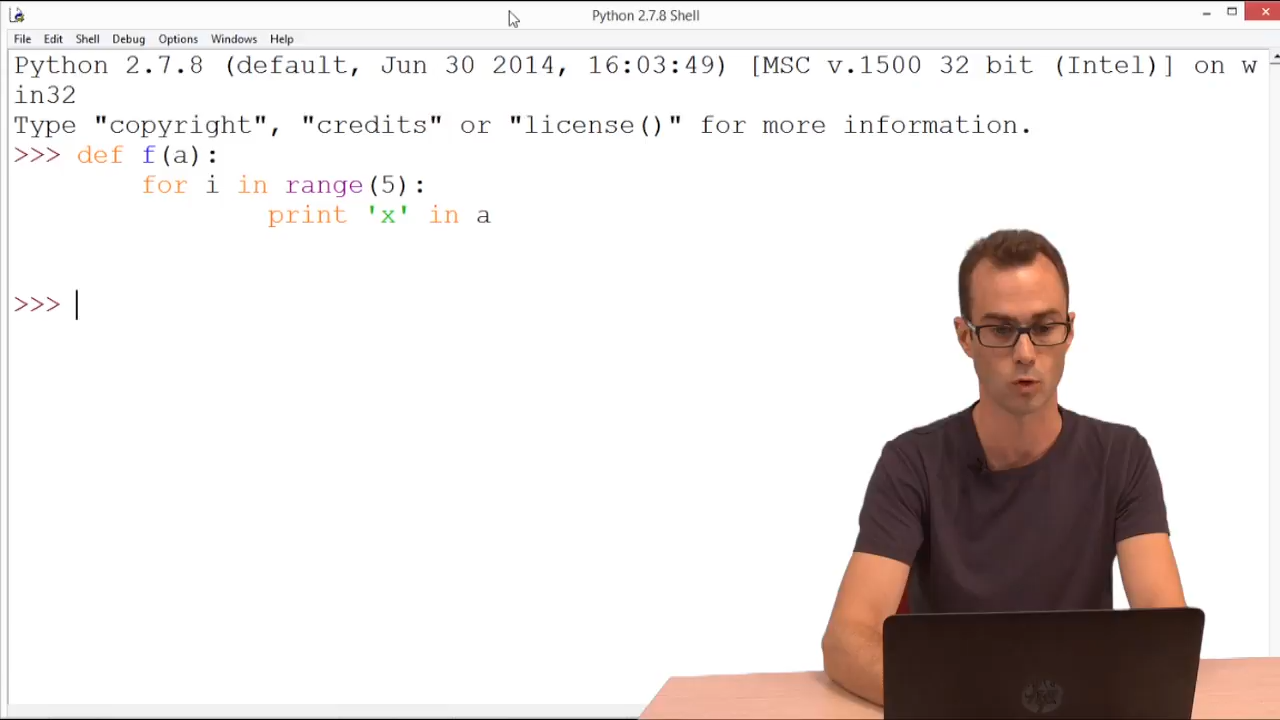 Python 2.7.8 Shell
File Edit Shell Debug Options Windows Help
Python 2.7.8 (default, Jun 30 2014, 16:03:49) [MSC v.1500 32 bit (Intel)] on w
in32
Type "copyright", "credits" or "license()" for more information.
>>> def f(a):
for i in range(5):
print 'x' in a
>>>